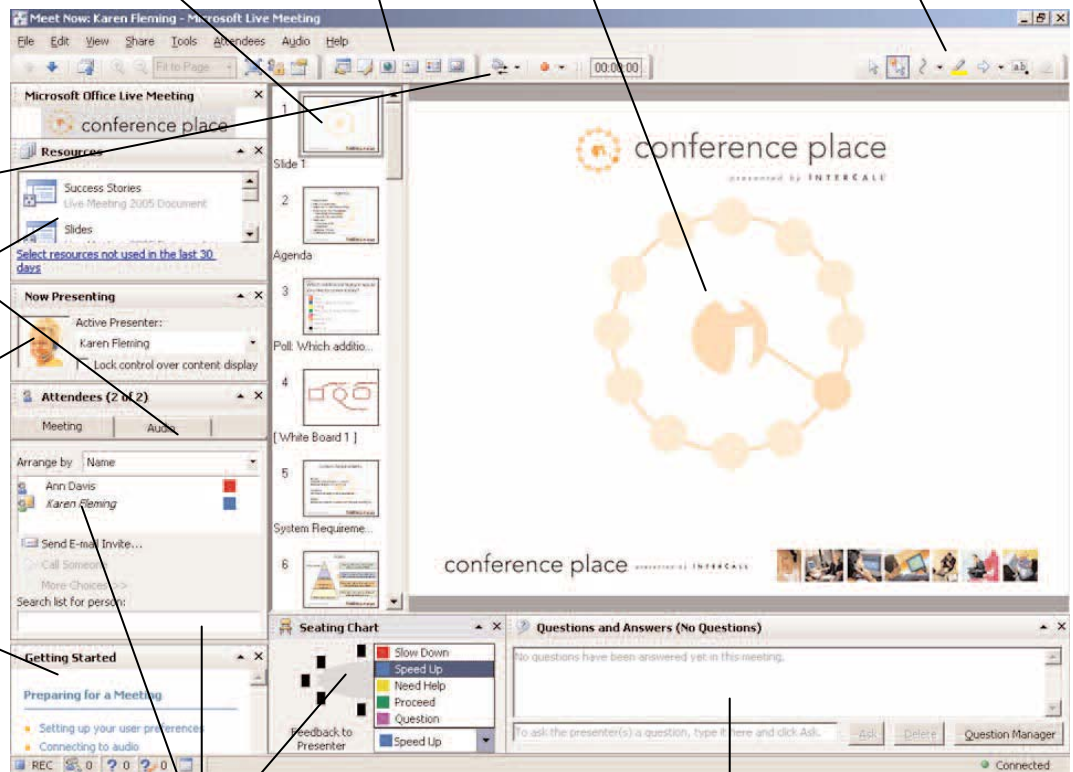 Meet Now: Karen Fleming - Microsoft Live Meeting
File Edit View Share Tools Attendees Audio Help
Fit to Page
00:00:00
Microsoft Office Live Meeting
conference place
Resources
Success Stories
Live Meeting 2005 Document
Slides
Select resources not used in the last 30
days
Now Presenting
Active Presenter:
Karen Fleming
Lock control over content display
Attendees (2 of 2)
Meeting
Audio
Arrange by Name
Ann Davis
Karen Fleming
Send E-mail Invite...
Call Someone
More Choices >>
Search list for person:
Getting Started
Preparing for a Meeting
Setting up your user preferences
Connecting to audio
1
Slide 1
2
Agenda
3
Poll: Which additio...
4
[ White Board 1 ]
5
System Requireme...
6
conference place
presented by INTERCALL
conference place presented by INTERCALL
Seating Chart
Slow Down
Speed Up
Need Help
Proceed
Question
Feedback to
Presenter
Speed Up
Questions and Answers (No Questions)
No questions have been answered yet in this meeting.
To ask the presenter(s) a question, type it here and click Ask.
Ask
Delete
Question Manager
REC 0 ? 0 ? 0
Connected